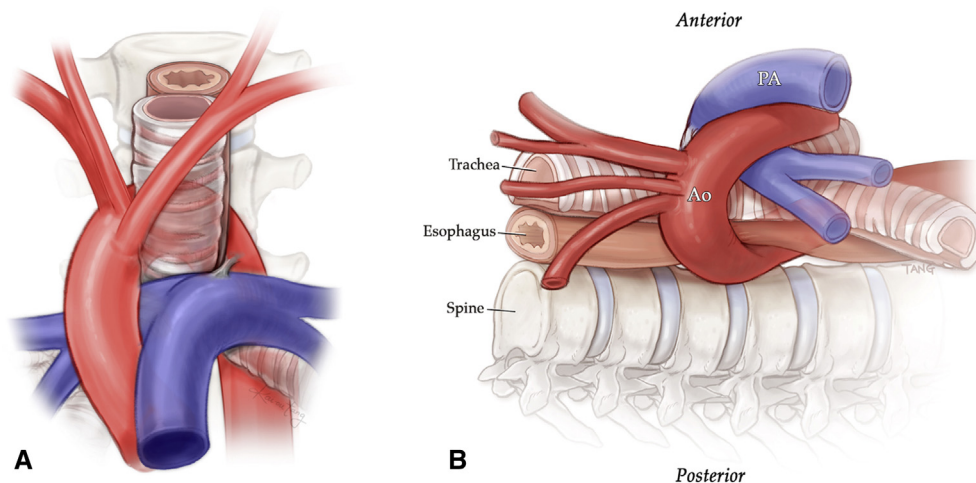 Anterior
PA
Trachea
Ao
Esophagus
TANG
Spine
A
B
Posterior